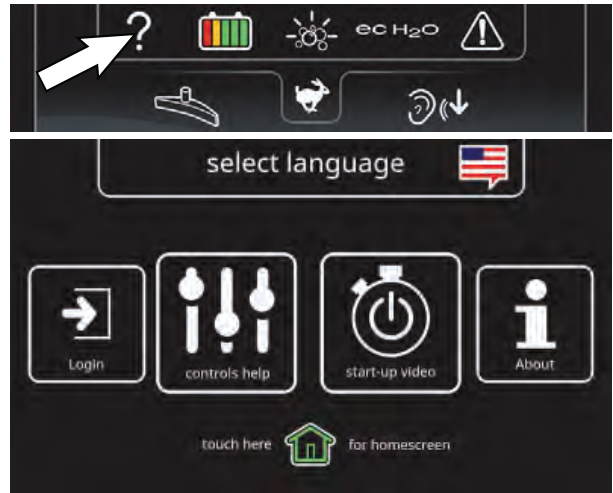 ?
ec H2O
select language
Login
controls help
start-up video
About
touch here for homescreen